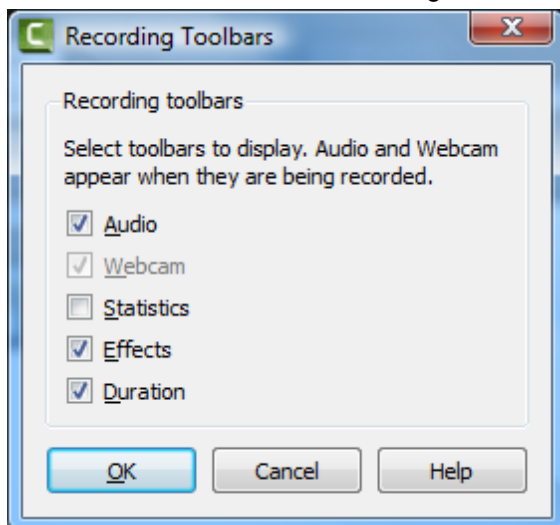 Recording Toolbars
Recording toolbars
Select toolbars to display. Audio and Webcam
appear when they are being recorded.
Audio
Webcam
Statistics
Effects
Duration
OK
Cancel
Help